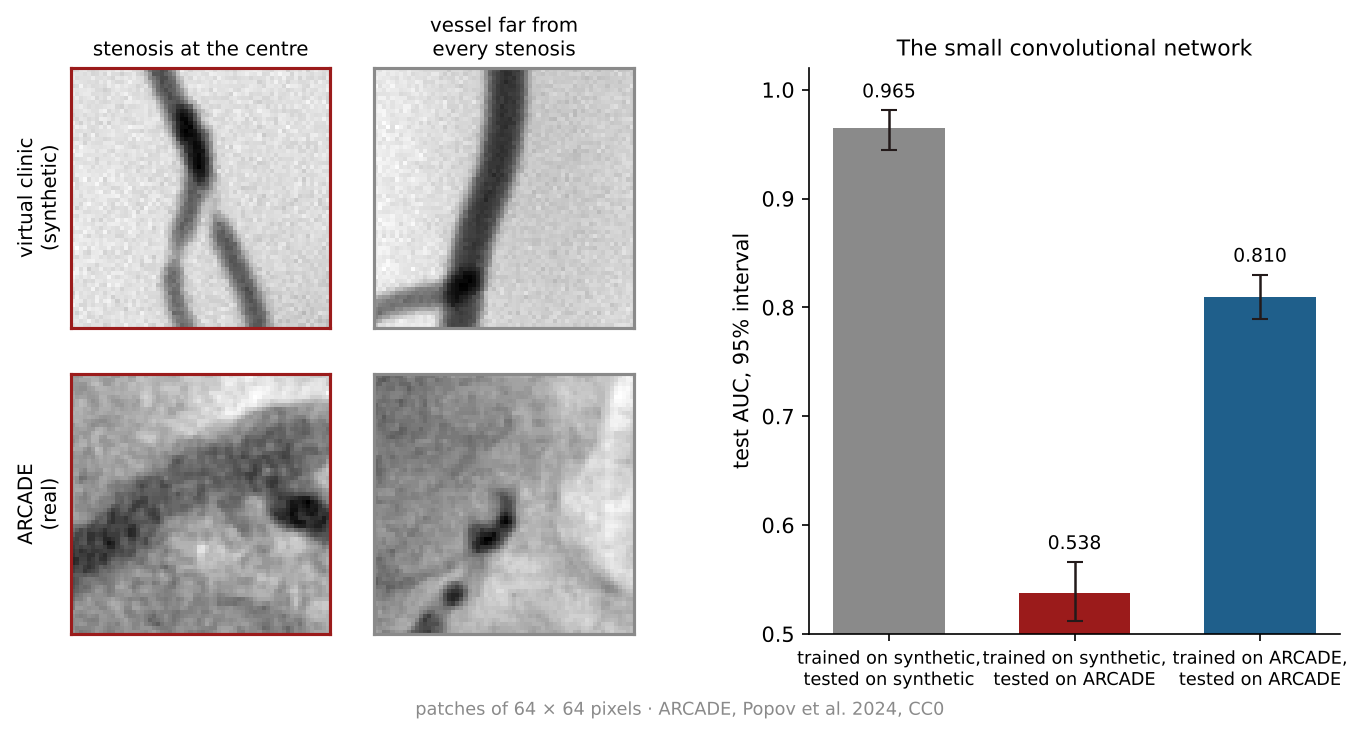 stenosis at the centre
vessel far from
every stenosis
virtual clinic
(synthetic)
ARCADE
(real)
The small convolutional network
test AUC, 95% interval
1.0
0.9
0.8
0.7
0.6
0.5
0.965
0.538
0.810
trained on synthetic,
tested on synthetic
trained on synthetic,
tested on ARCADE
trained on ARCADE,
tested on ARCADE
patches of 64 × 64 pixels · ARCADE, Popov et al. 2024, CC0